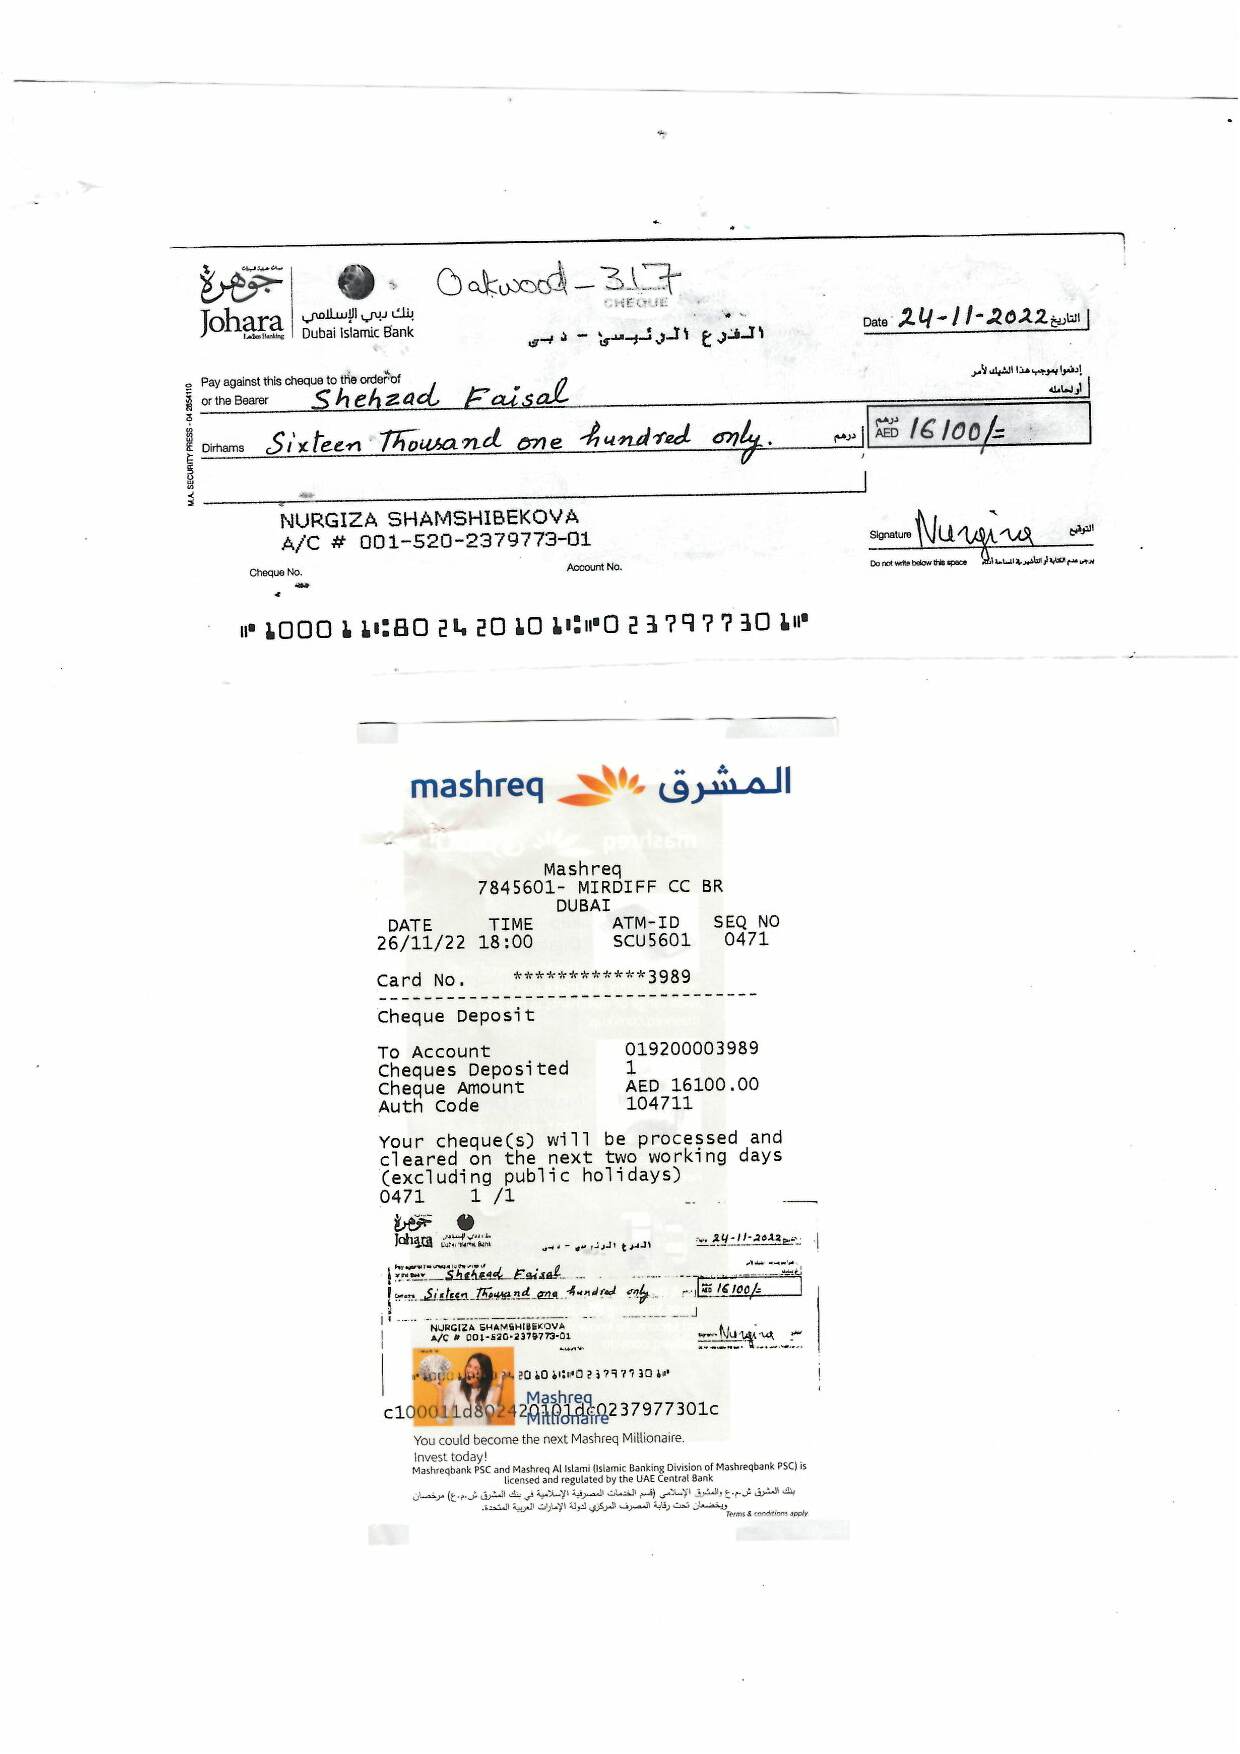 جوهرة
Johara
Ladies Banking
بنك دبي الإسلامي
Dubai Islamic Bank
Oakwood - 317
CHEQUE
الفرع الرئيسي - دبي
Date 24-11-2022 التاريخ
Pay against this cheque to the order of
إدفعوا بموجب هذا الشيك لأمر
or the Bearer Shehzad Faisal أو لحامله
Dirhams Sixteen Thousand one hundred only. درهم
درهم
AED 16100/=
M.A. SECURITY PRESS - 04 2854110
NURGIZA SHAMSHIBEKOVA
A/C # 001-520-2379773-01
Signature Nurgiza التوقيع
Do not write below this space
Cheque No. Account No.
⑈100011⑆802420101⑆⑈0237977301⑈
mashreq المشرق
Mashreq
7845601- MIRDIFF CC BR
DUBAI
DATE TIME ATM-ID SEQ NO
26/11/22 18:00 SCU5601 0471
Card No. ************3989
----------------------------------
Cheque Deposit
To Account 019200003989
Cheques Deposited 1
Cheque Amount AED 16100.00
Auth Code 104711
Your cheque(s) will be processed and
cleared on the next two working days
(excluding public holidays)
0471 1 /1
جوهرة
Johara
الفرع الرئيسي - دبي
24-11-2022
Shehzad Faisal
Sixteen Thousand one hundred only
AED 16100/=
NURGIZA SHAMSHIBEKOVA
A/C # 001-520-2379773-01
Nurgiza
20101⑆⑈0237977301⑈
Mashreq
Millionaire
c100011d802420101dc0237977301c
You could become the next Mashreq Millionaire.
Invest today!
Mashreqbank PSC and Mashreq Al Islami (Islamic Banking Division of Mashreqbank PSC) is
licensed and regulated by the UAE Central Bank
بنك المشرق ش.م.ع والمشرق الإسلامي (قسم الخدمات المصرفية الإسلامية في بنك المشرق ش.م.ع) مرخصان
ويخضعان تحت رقابة المصرف المركزي لدولة الإمارات العربية المتحدة.
Terms & conditions apply